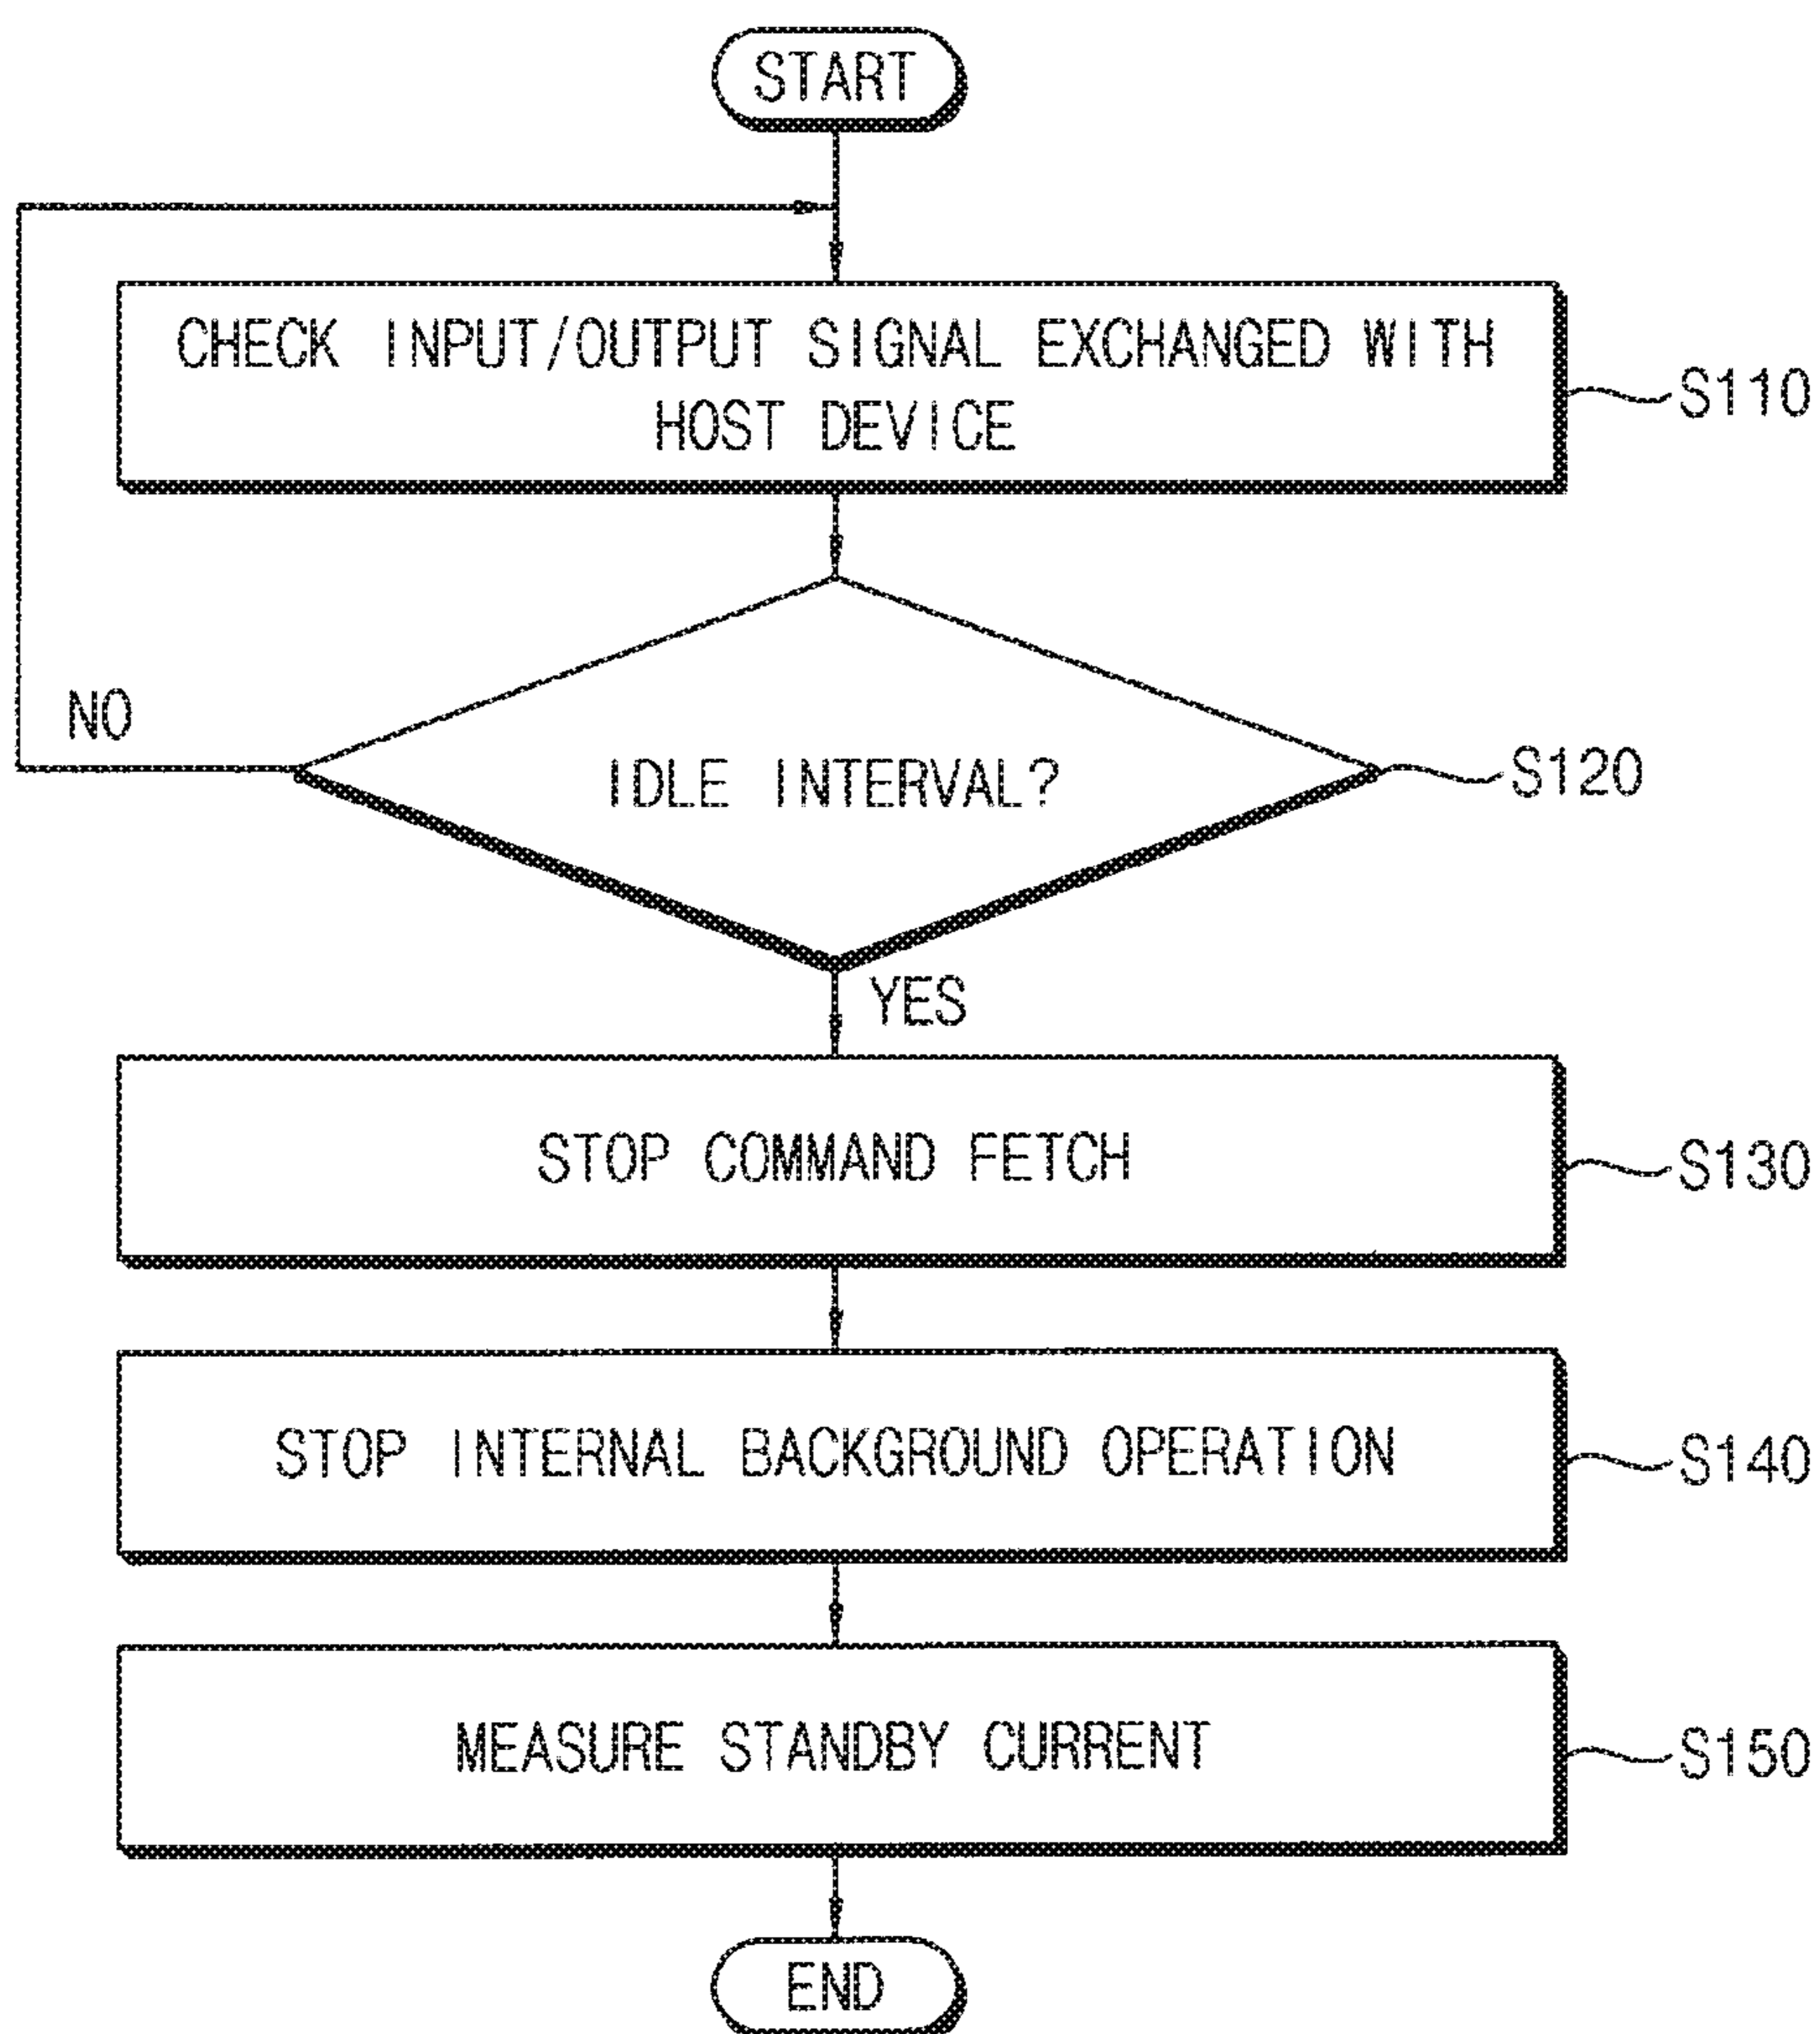 START
CHECK INPUT/OUTPUT SIGNAL EXCHANGED WITH
HOST DEVICE
S110
IDLE INTERVAL?
S120
NO
YES
STOP COMMAND FETCH
S130
STOP INTERNAL BACKGROUND OPERATION
S140
MEASURE STANDBY CURRENT
S150
END